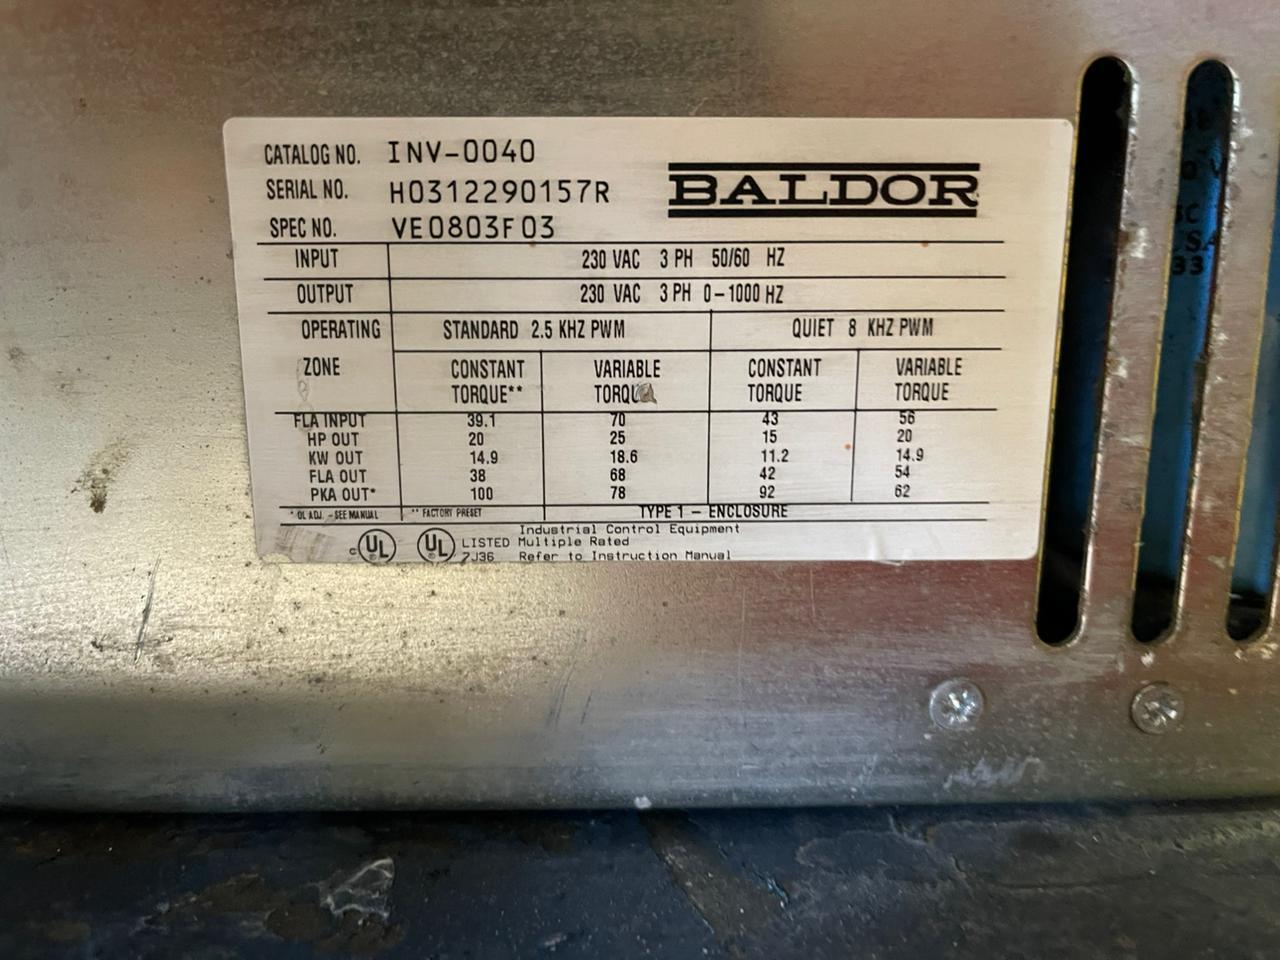 CATALOG NO. INV-0040
SERIAL NO. H0312290157R
BALDOR
SPEC NO. VE0803F03
INPUT 230 VAC 3 PH 50/60 HZ
OUTPUT 230 VAC 3 PH 0-1000 HZ
OPERATING STANDARD 2.5 KHZ PWM QUIET 8 KHZ PWM
ZONE CONSTANT VARIABLE CONSTANT VARIABLE
TORQUE** TORQUE TORQUE TORQUE
FLA INPUT 39.1 70 43 56
HP OUT 20 25 15 20
KW OUT 14.9 18.6 11.2 14.9
FLA OUT 38 68 42 54
PKA OUT* 100 78 92 62
* OL ADJ. - SEE MANUAL ** FACTORY PRESET TYPE 1 - ENCLOSURE
Industrial Control Equipment
c UL UL LISTED Multiple Rated
7J36 Refer to Instruction Manual
33